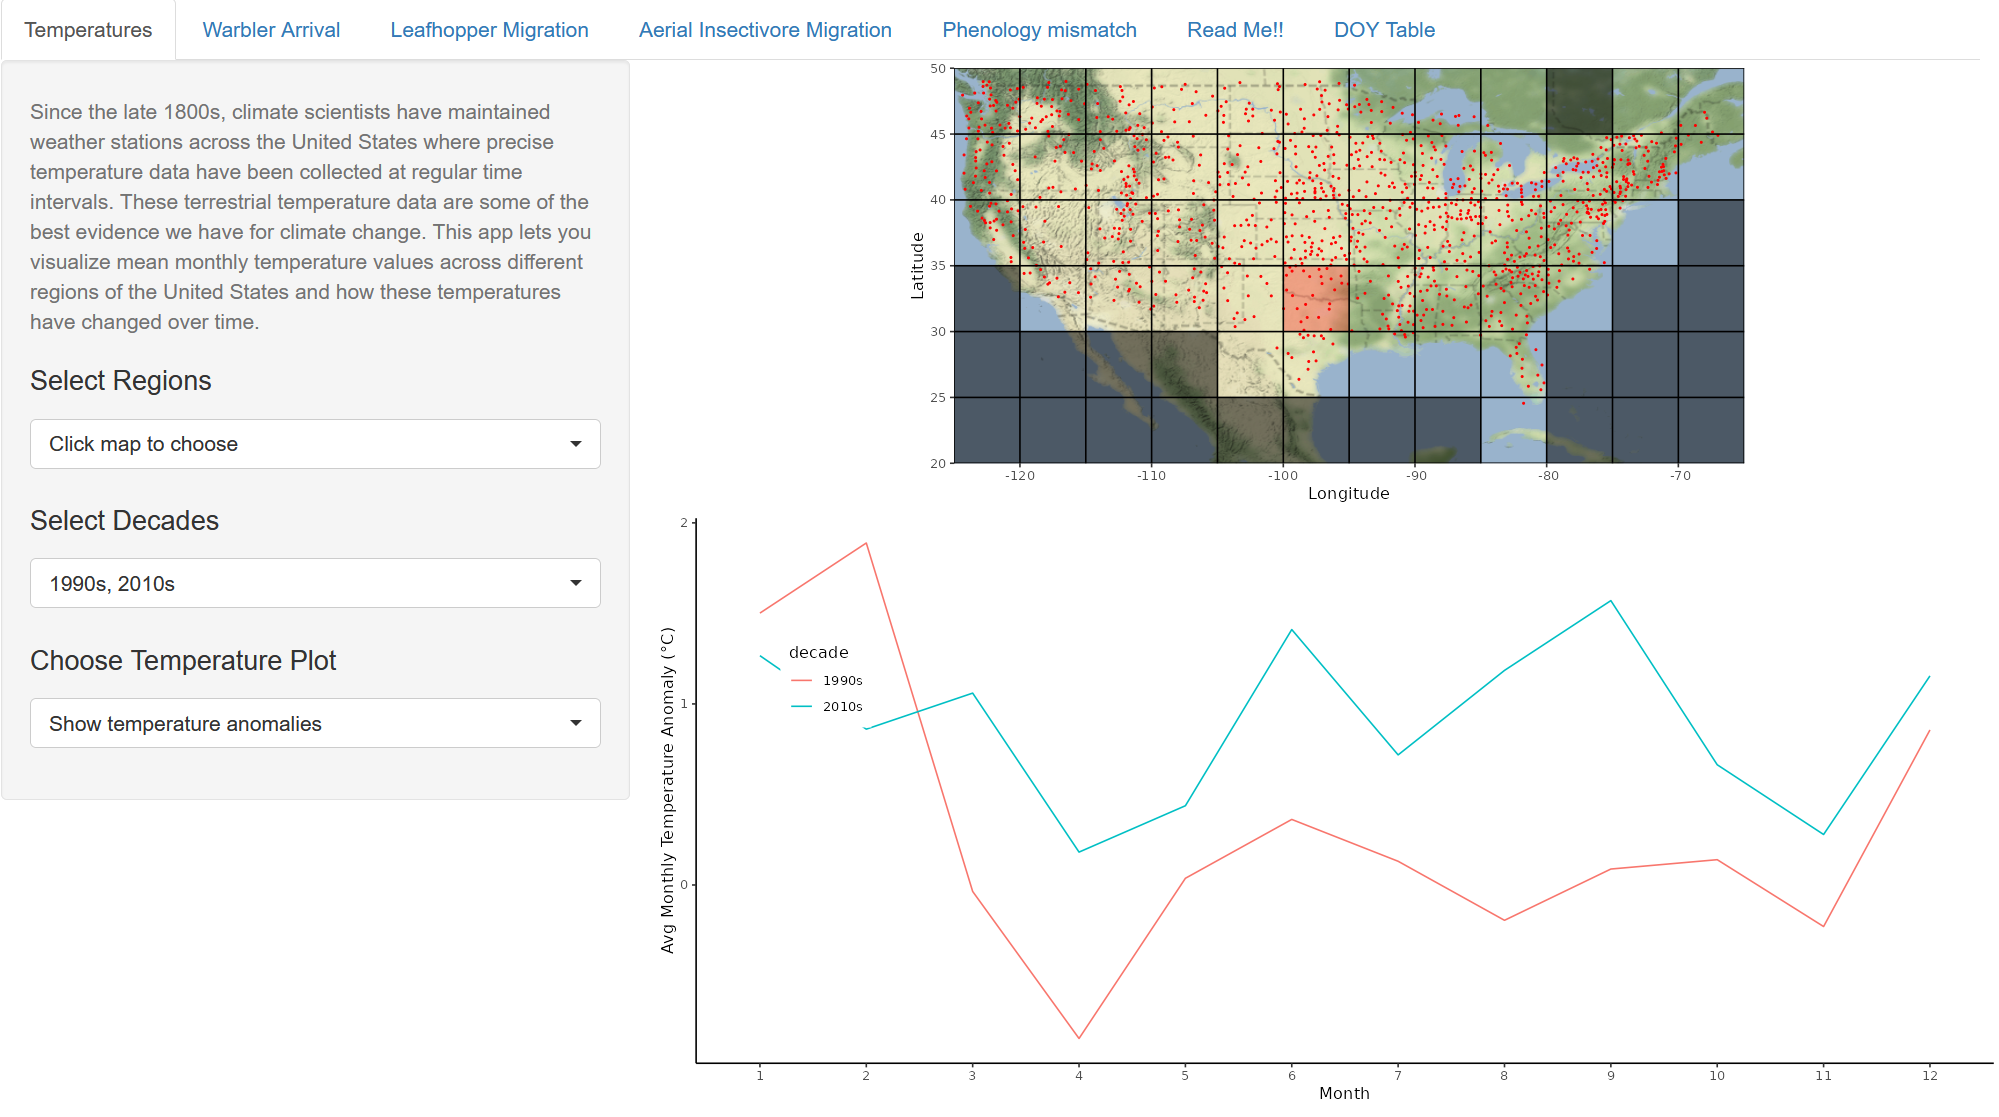 Temperatures
Warbler Arrival
Leafhopper Migration
Aerial Insectivore Migration
Phenology mismatch
Read Me!!
DOY Table
Since the late 1800s, climate scientists have maintained
weather stations across the United States where precise
temperature data have been collected at regular time
intervals. These terrestrial temperature data are some of the
best evidence we have for climate change. This app lets you
visualize mean monthly temperature values across different
regions of the United States and how these temperatures
have changed over time.
Select Regions
Click map to choose
Select Decades
1990s, 2010s
Choose Temperature Plot
Show temperature anomalies
50
45
40
35
30
25
20
Latitude
-120
-110
-100
-90
-80
-70
Longitude
2
1
0
Avg Monthly Temperature Anomaly (°C)
decade
1990s
2010s
1
2
3
4
5
6
7
8
9
10
11
12
Month